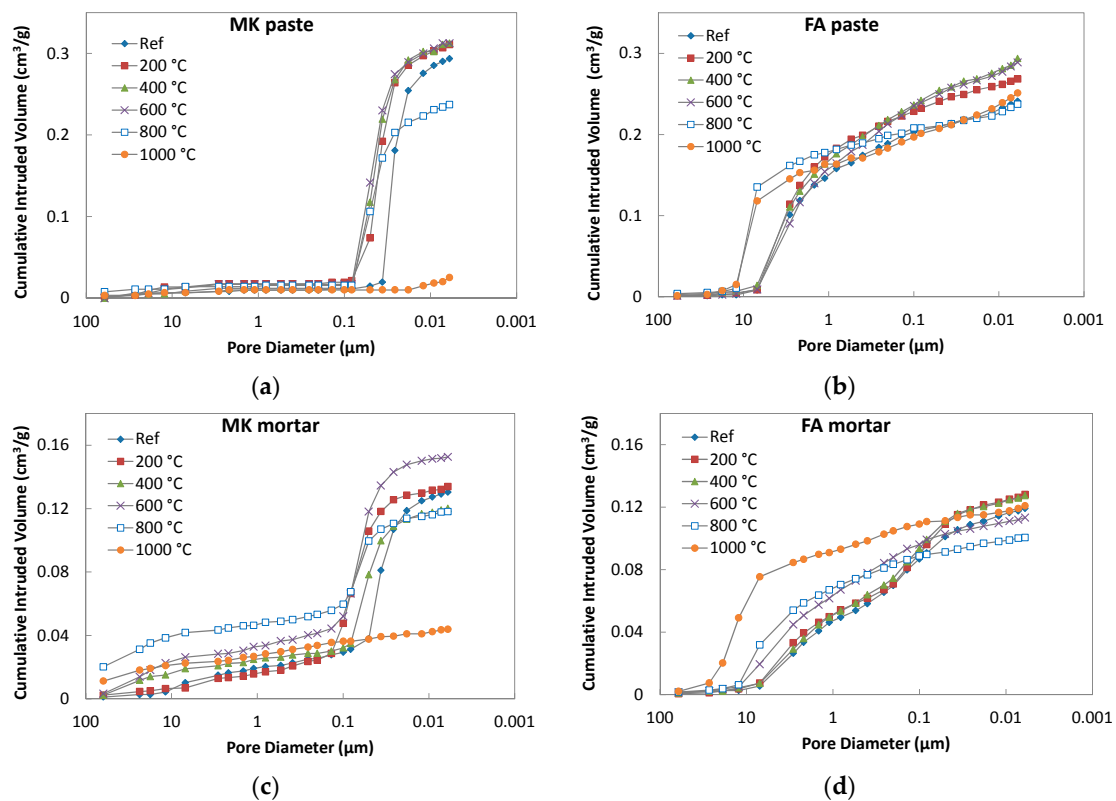 MK paste
Cumulative Intruded Volume (cm³/g)
0.3
0.2
0.1
0
Ref
200 °C
400 °C
600 °C
800 °C
1000 °C
100
10
1
0.1
0.01
0.001
Pore Diameter (µm)
(a)
FA paste
Cumulative Intruded Volume (cm³/g)
0.3
0.2
0.1
0
Ref
200 °C
400 °C
600 °C
800 °C
1000 °C
100
10
1
0.1
0.01
0.001
Pore Diameter (µm)
(b)
MK mortar
Cumulative Intruded Volume (cm³/g)
0.16
0.12
0.08
0.04
0
Ref
200 °C
400 °C
600 °C
800 °C
1000 °C
100
10
1
0.1
0.01
0.001
Pore Diameter (µm)
(c)
FA mortar
Cumulative Intruded Volume (cm³/g)
0.16
0.12
0.08
0.04
0
Ref
200 °C
400 °C
600 °C
800 °C
1000 °C
100
10
1
0.1
0.01
0.001
Pore Diameter (µm)
(d)